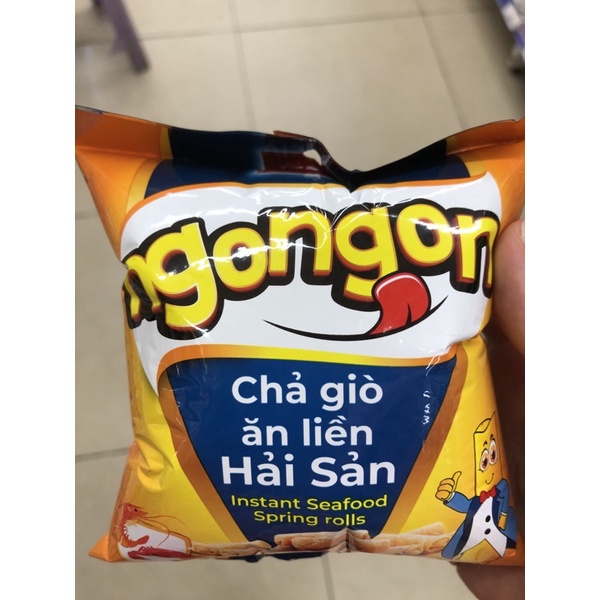 ngongon
Chả giò
ăn liền
Hải Sản
Instant Seafood
Spring rolls